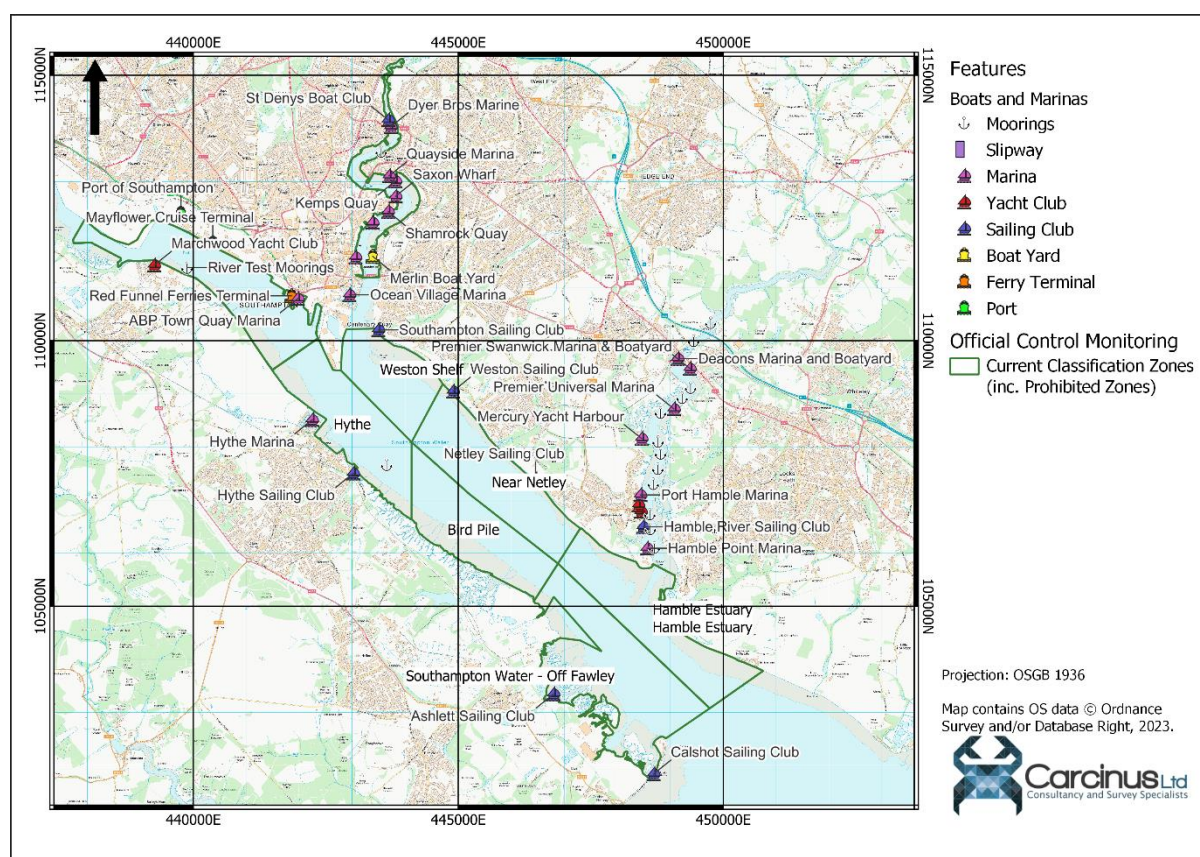 440000E
445000E
450000E
115000N
115000N
St Denys Boat Club
Dyer Bros Marine
Quayside Marina
Saxon Wharf
Port of Southampton
Kemps Quay
Mayflower Cruise Terminal
Shamrock Quay
Marchwood Yacht Club
River Test Moorings
Merlin Boat Yard
Red Funnel Ferries Terminal
Ocean Village Marina
ABP Town Quay Marina
Southampton Sailing Club
110000N
110000N
Premier Swanwick Marina & Boatyard
Deacons Marina and Boatyard
Weston Shelf
Weston Sailing Club
Premier Universal Marina
Mercury Yacht Harbour
Hythe
Hythe Marina
Netley Sailing Club
Near Netley
Hythe Sailing Club
Port Hamble Marina
Bird Pile
Hamble River Sailing Club
Hamble Point Marina
105000N
105000N
Hamble Estuary
Hamble Estuary
Southampton Water - Off Fawley
Ashlett Sailing Club
Calshot Sailing Club
440000E
445000E
450000E
Features
Boats and Marinas
Moorings
Slipway
Marina
Yacht Club
Sailing Club
Boat Yard
Ferry Terminal
Port
Official Control Monitoring
Current Classification Zones
(inc. Prohibited Zones)
Projection: OSGB 1936
Map contains OS data © Ordnance
Survey and/or Database Right, 2023.
Carcinus Ltd
Consultancy and Survey Specialists